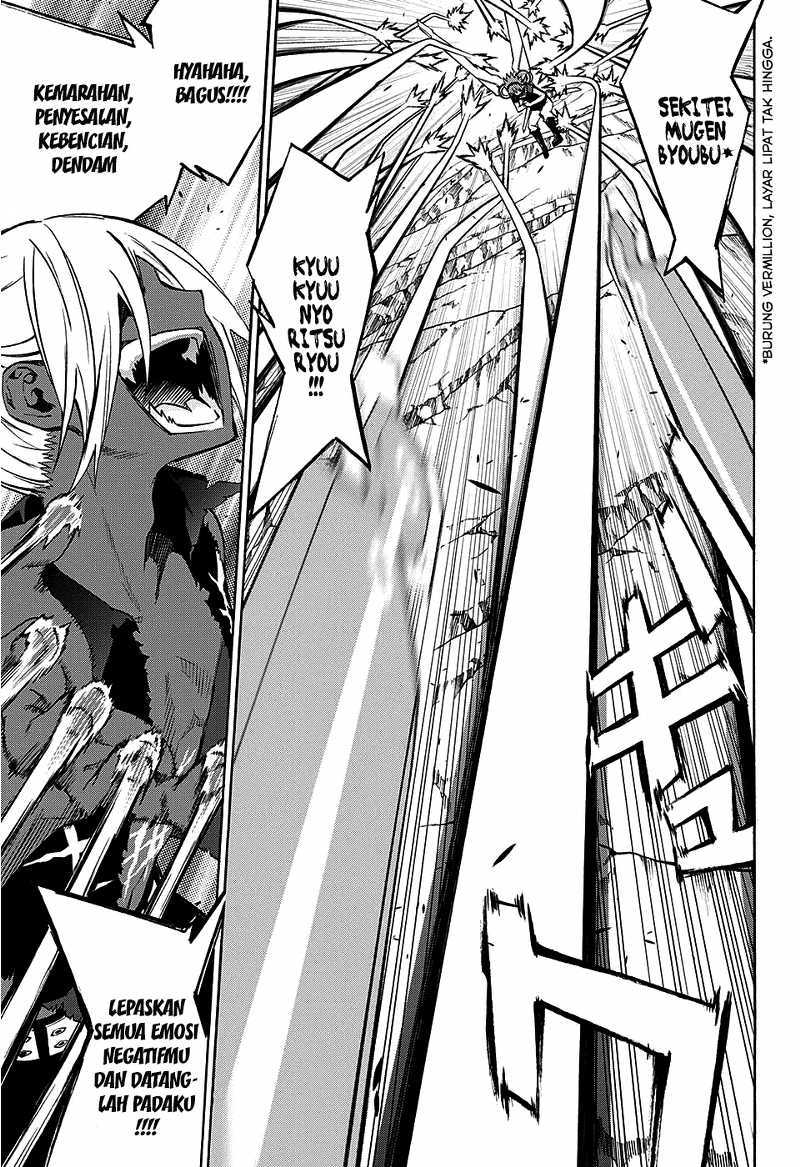 SEKITEI
MUGEN
BYOUBU*
*BURUNG VERMILLION, LAYAR LIPAT TAK HINGGA.
KYUU
KYUU
NYO
RITSU
RYOU
!!!
HYAHAHA,
BAGUS!!!!
KEMARAHAN,
PENYESALAN,
KEBENCIAN,
DENDAM
LEPASKAN
SEMUA EMOSI
NEGATIFMU
DAN DATANG-
LAH PADAKU
!!!!